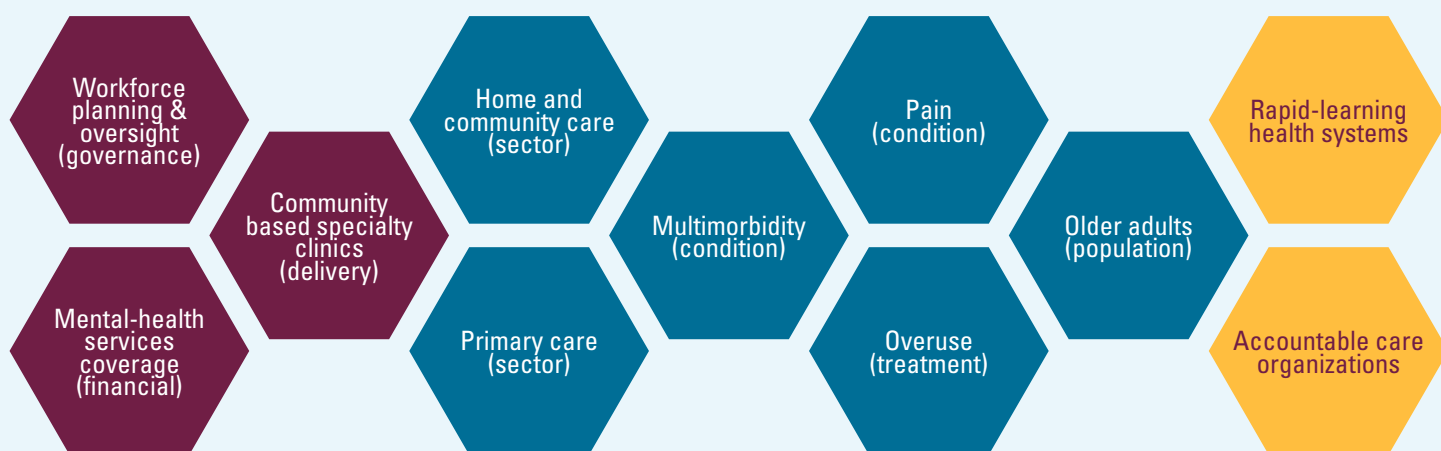 Workforce
planning &
oversight
(governance)
Mental-health
services
coverage
(financial)
Community
based specialty
clinics
(delivery)
Home and
community care
(sector)
Primary care
(sector)
Multimorbidity
(condition)
Pain
(condition)
Overuse
(treatment)
Older adults
(population)
Rapid-learning
health systems
Accountable care
organizations